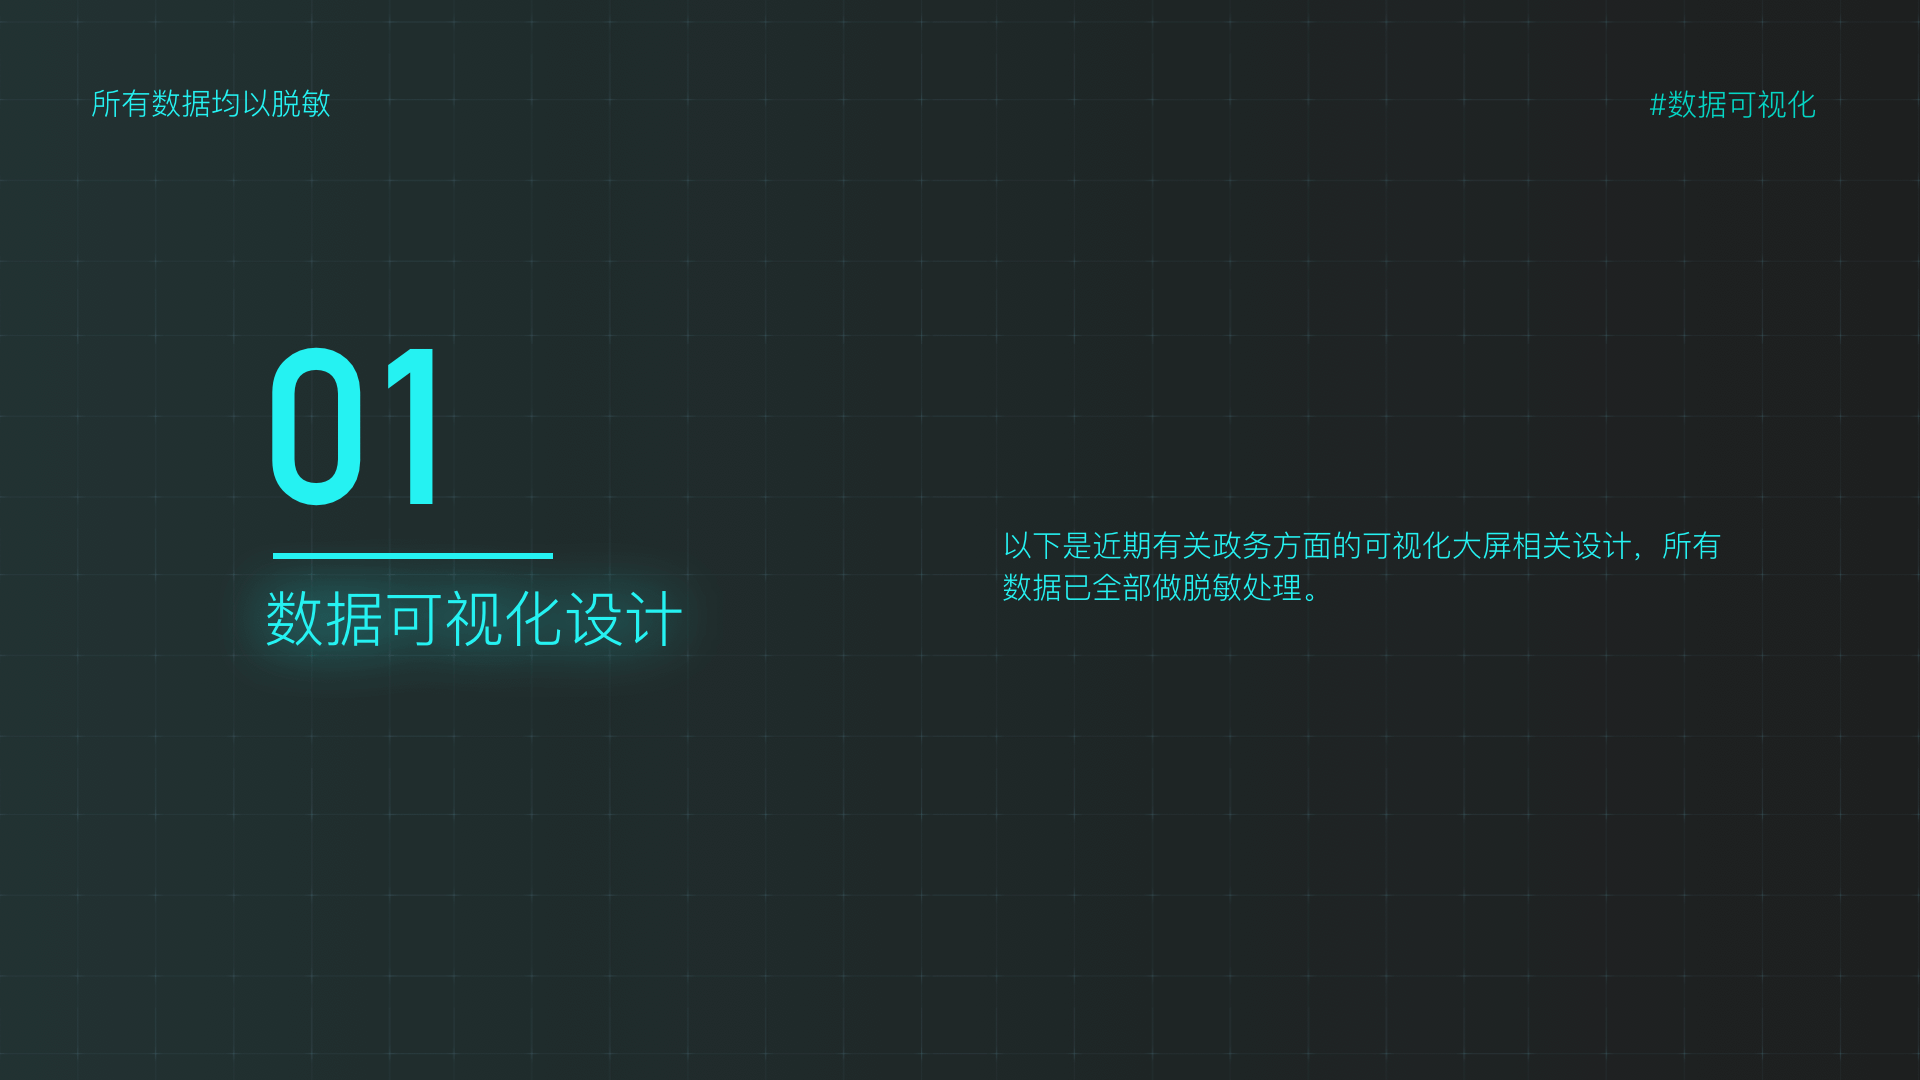 所有数据均以脱敏
#数据可视化
01
数据可视化设计
以下是近期有关政务方面的可视化大屏相关设计，所有
数据已全部做脱敏处理。